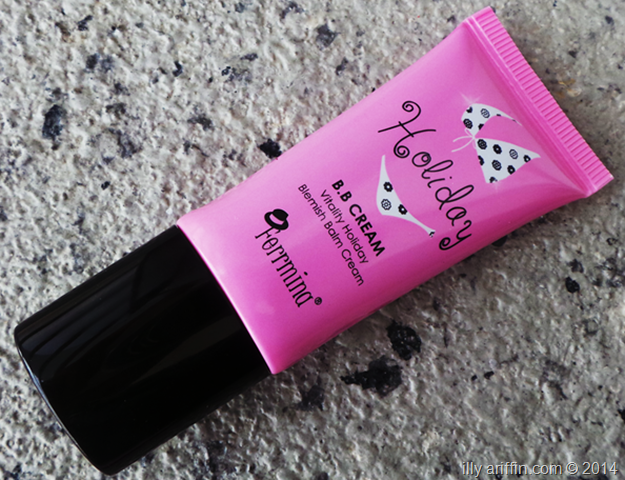 Holiday
B.B CREAM
Vitality Holiday
Blemish Balm Cream
Ferrmina®
illy ariffin.com © 2014